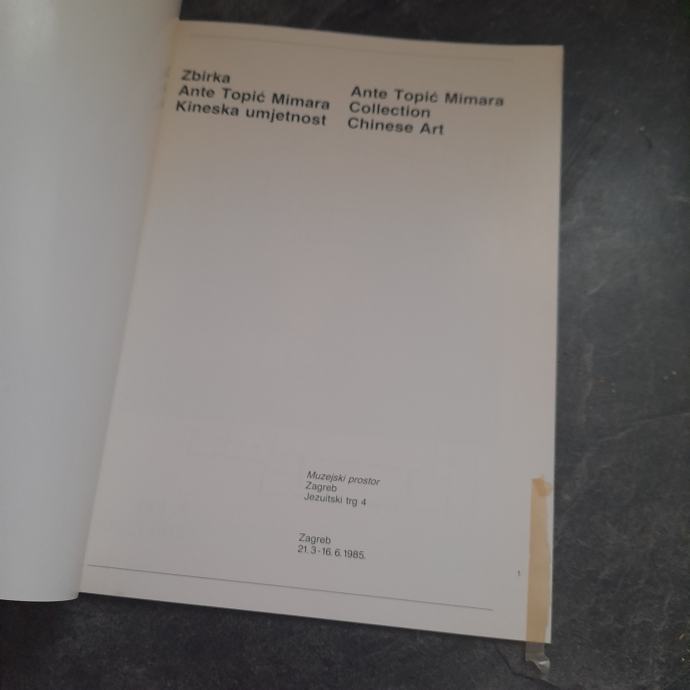 Zbirka
Ante Topić Mimara
Kineska umjetnost
Ante Topić Mimara
Collection
Chinese Art
Muzejski prostor
Zagreb
Jezuitski trg 4
Zagreb
21. 3 - 16. 6. 1985.
1